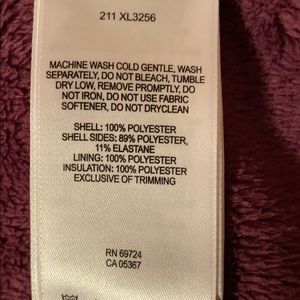 211 XL3256
MACHINE WASH COLD GENTLE, WASH
SEPARATELY, DO NOT BLEACH, TUMBLE
DRY LOW, REMOVE PROMPTLY, DO
NOT IRON, DO NOT USE FABRIC
SOFTENER, DO NOT DRYCLEAN
SHELL: 100% POLYESTER
SHELL SIDES: 89% POLYESTER,
11% ELASTANE
LINING: 100% POLYESTER
INSULATION: 100% POLYESTER
EXCLUSIVE OF TRIMMING
RN 69724
CA 05367